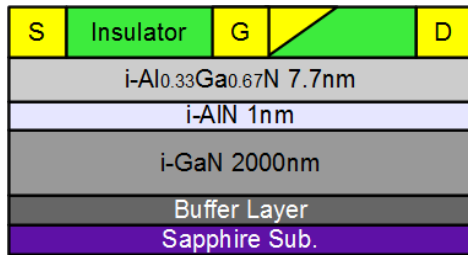 S Insulator G D
i-Al0.33Ga0.67N 7.7nm
i-AlN 1nm
i-GaN 2000nm
Buffer Layer
Sapphire Sub.